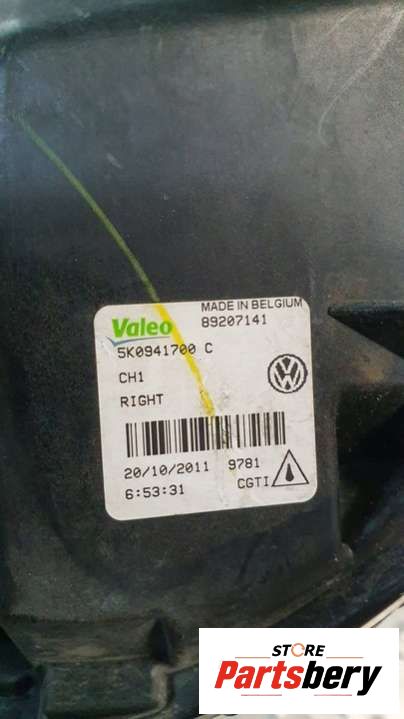 MADE IN BELGIUM
Valeo 89207141
5K0941700 C
CH1
RIGHT
20/10/2011 9781
6:53:31 CGTI
STORE
Partsbery